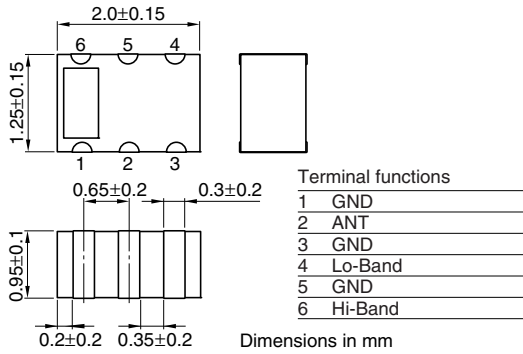 2.0±0.15
6 5 4
1.25±0.15
1 2 3
0.65±0.2
0.3±0.2
0.95±0.1
0.2±0.2
0.35±0.2
Terminal functions
1 GND
2 ANT
3 GND
4 Lo-Band
5 GND
6 Hi-Band
Dimensions in mm